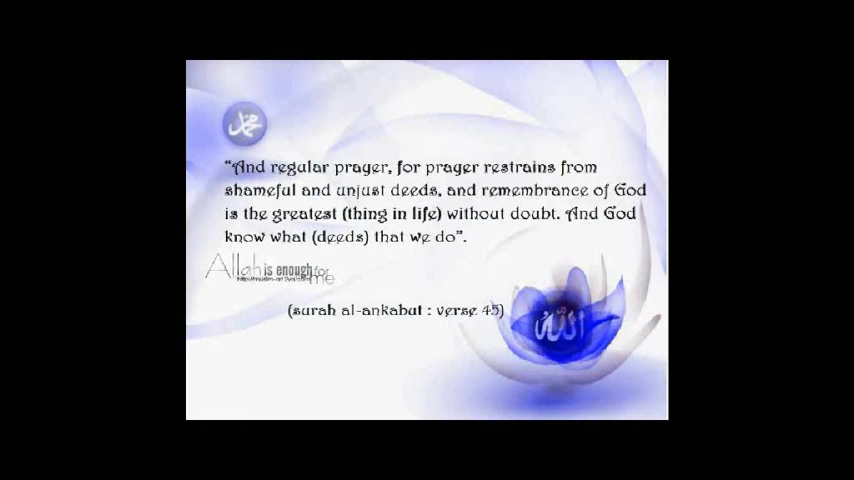 محمد
“And regular prayer, for prayer restrains from
shameful and unjust deeds, and remembrance of God
is the greatest (thing in life) without doubt. And God
know what (deeds) that we do”.
Allah is enough for me
(surah al-ankabut : verse 45)
الله